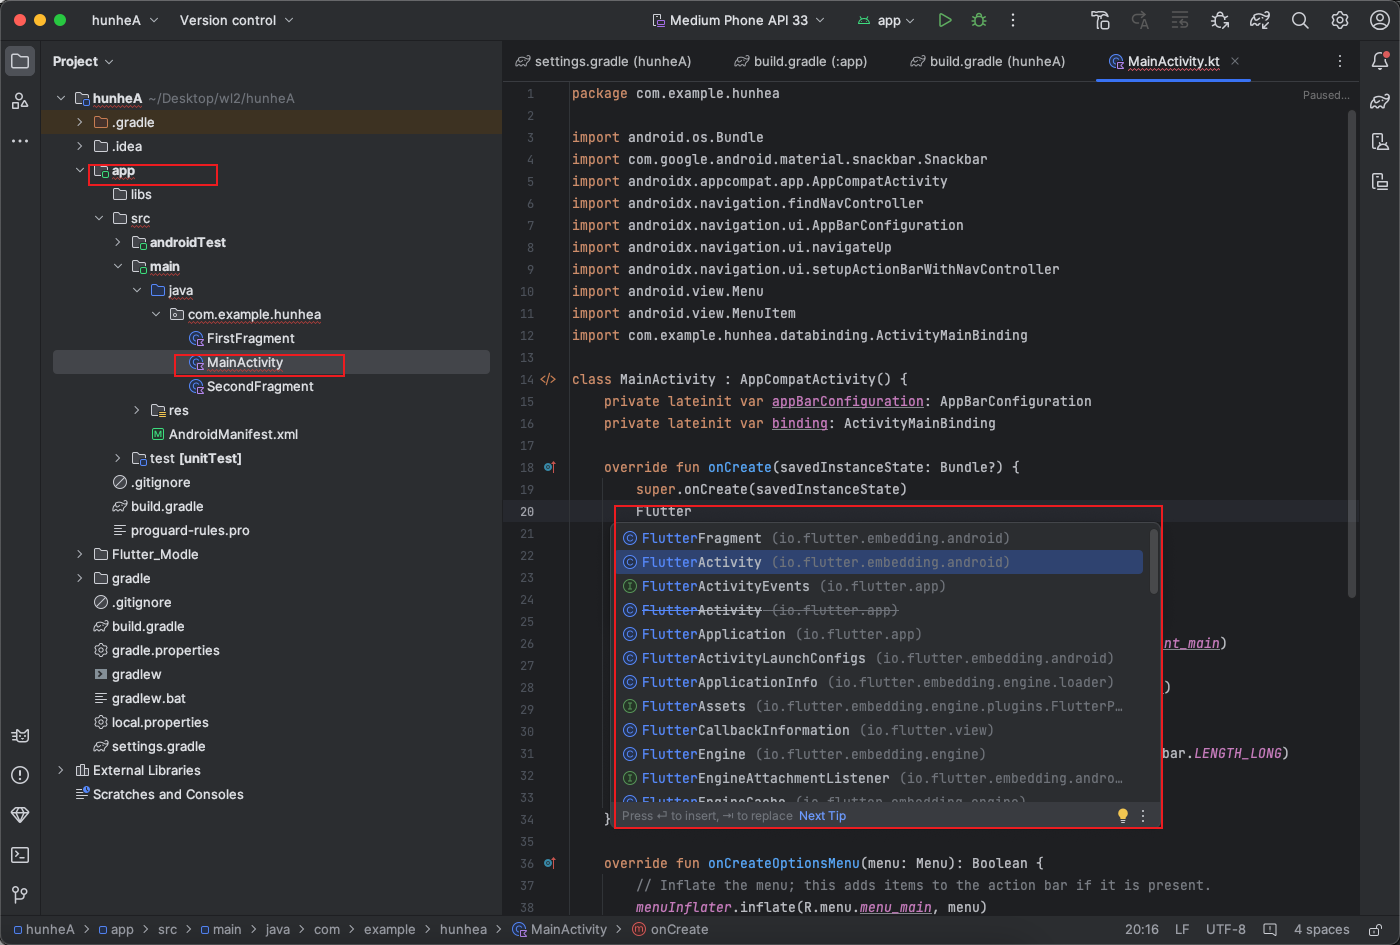 hunheA
Version control
Medium Phone API 33
app
Project
settings.gradle (hunheA)
build.gradle (:app)
build.gradle (hunheA)
MainActivity.kt
hunheA ~/Desktop/wl2/hunheA
.gradle
.idea
app
libs
src
androidTest
main
java
com.example.hunhea
FirstFragment
MainActivity
SecondFragment
res
AndroidManifest.xml
test [unitTest]
.gitignore
build.gradle
proguard-rules.pro
Flutter_Modle
gradle
.gitignore
build.gradle
gradle.properties
gradlew
gradlew.bat
local.properties
settings.gradle
External Libraries
Scratches and Consoles
Paused...
1 package com.example.hunhea
2
3 import android.os.Bundle
4 import com.google.android.material.snackbar.Snackbar
5 import androidx.appcompat.app.AppCompatActivity
6 import androidx.navigation.findNavController
7 import androidx.navigation.ui.AppBarConfiguration
8 import androidx.navigation.ui.navigateUp
9 import androidx.navigation.ui.setupActionBarWithNavController
10 import android.view.Menu
11 import android.view.MenuItem
12 import com.example.hunhea.databinding.ActivityMainBinding
13
14 class MainActivity : AppCompatActivity() {
15 private lateinit var appBarConfiguration: AppBarConfiguration
16 private lateinit var binding: ActivityMainBinding
17
18 override fun onCreate(savedInstanceState: Bundle?) {
19 super.onCreate(savedInstanceState)
20 Flutter
21
22
23
24
25
26 nt_main)
27
28 )
29
30
31 bar.LENGTH_LONG)
32
33
34 }
35
36 override fun onCreateOptionsMenu(menu: Menu): Boolean {
37 // Inflate the menu; this adds items to the action bar if it is present.
38 menuInflater.inflate(R.menu.menu_main, menu)
FlutterFragment (io.flutter.embedding.android)
FlutterActivity (io.flutter.embedding.android)
FlutterActivityEvents (io.flutter.app)
FlutterActivity (io.flutter.app)
FlutterApplication (io.flutter.app)
FlutterActivityLaunchConfigs (io.flutter.embedding.android)
FlutterApplicationInfo (io.flutter.embedding.engine.loader)
FlutterAssets (io.flutter.embedding.engine.plugins.FlutterP…
FlutterCallbackInformation (io.flutter.view)
FlutterEngine (io.flutter.embedding.engine)
FlutterEngineAttachmentListener (io.flutter.embedding.andro…
FlutterEngineCache (io.flutter.embedding.engine)
Press ⏎ to insert, ⇥ to replace Next Tip
hunheA > app > src > main > java > com > example > hunhea > MainActivity > onCreate
20:16 LF UTF-8 4 spaces